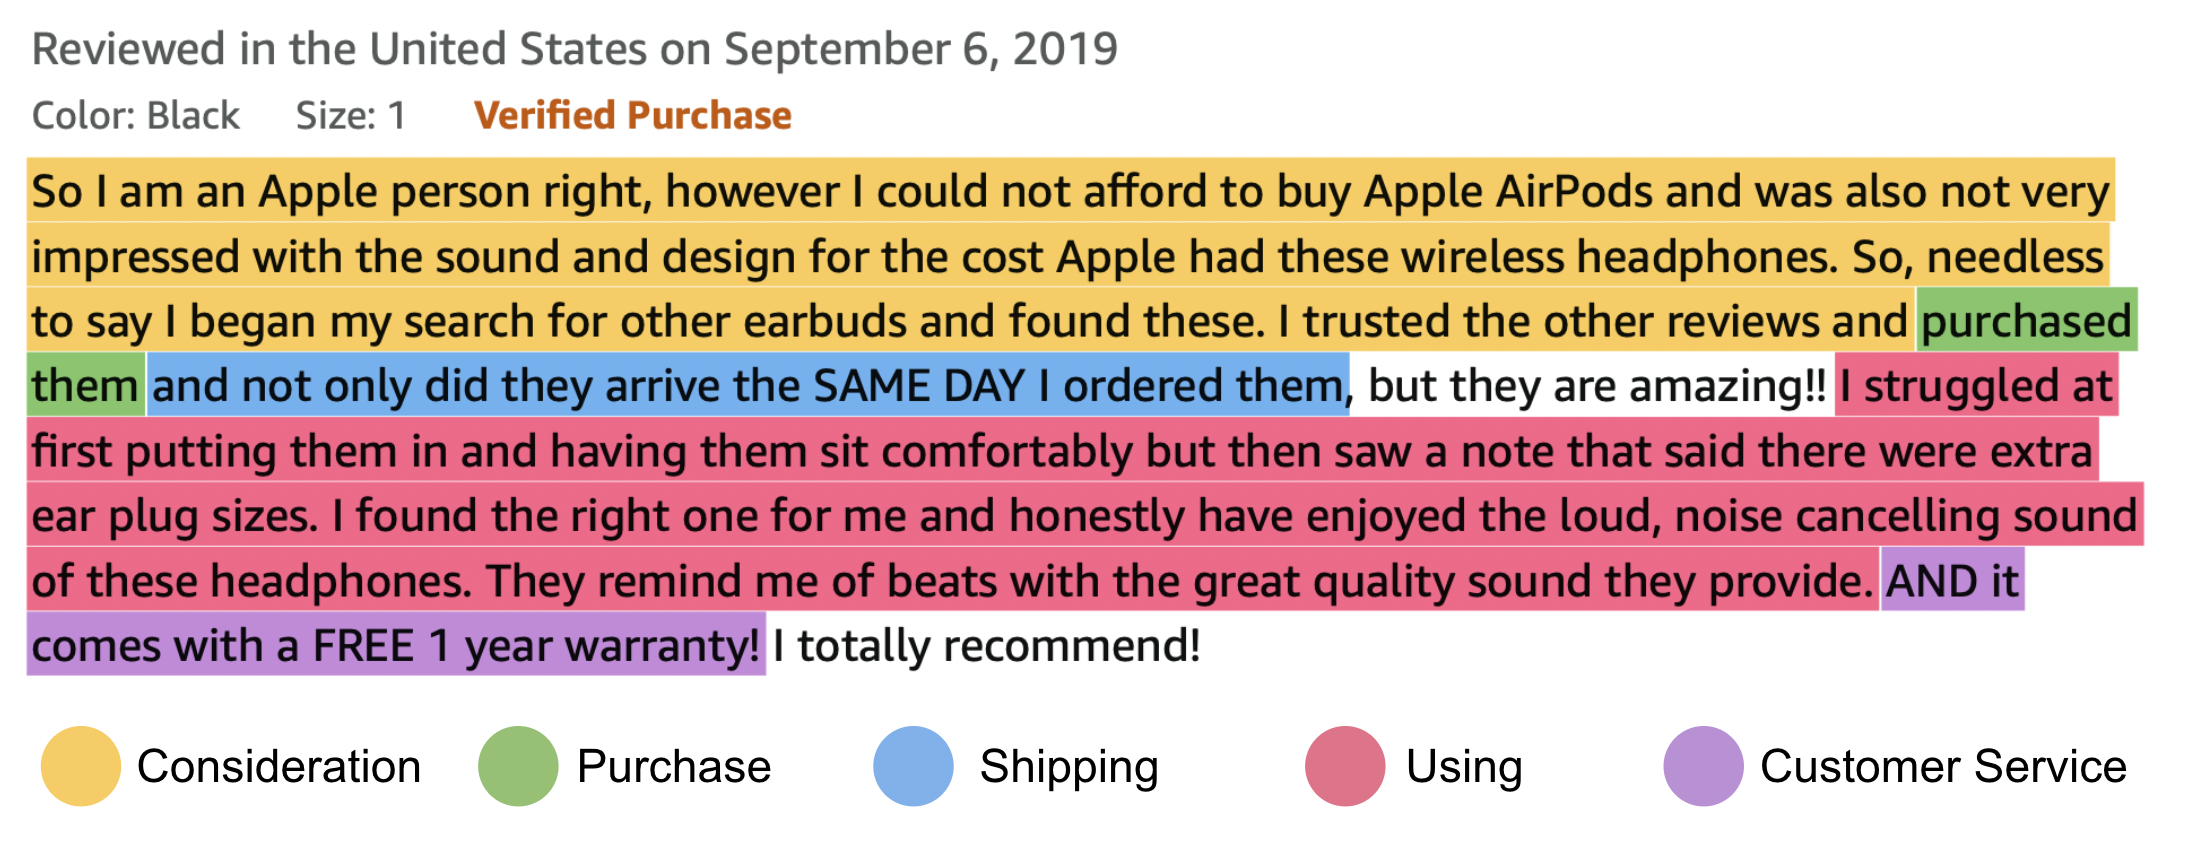 Reviewed in the United States on September 6, 2019
Color: Black Size: 1 Verified Purchase
So I am an Apple person right, however I could not afford to buy Apple AirPods and was also not very
impressed with the sound and design for the cost Apple had these wireless headphones. So, needless
to say I began my search for other earbuds and found these. I trusted the other reviews and purchased
them and not only did they arrive the SAME DAY I ordered them, but they are amazing!! I struggled at
first putting them in and having them sit comfortably but then saw a note that said there were extra
ear plug sizes. I found the right one for me and honestly have enjoyed the loud, noise cancelling sound
of these headphones. They remind me of beats with the great quality sound they provide. AND it
comes with a FREE 1 year warranty! I totally recommend!
Consideration Purchase Shipping Using Customer Service